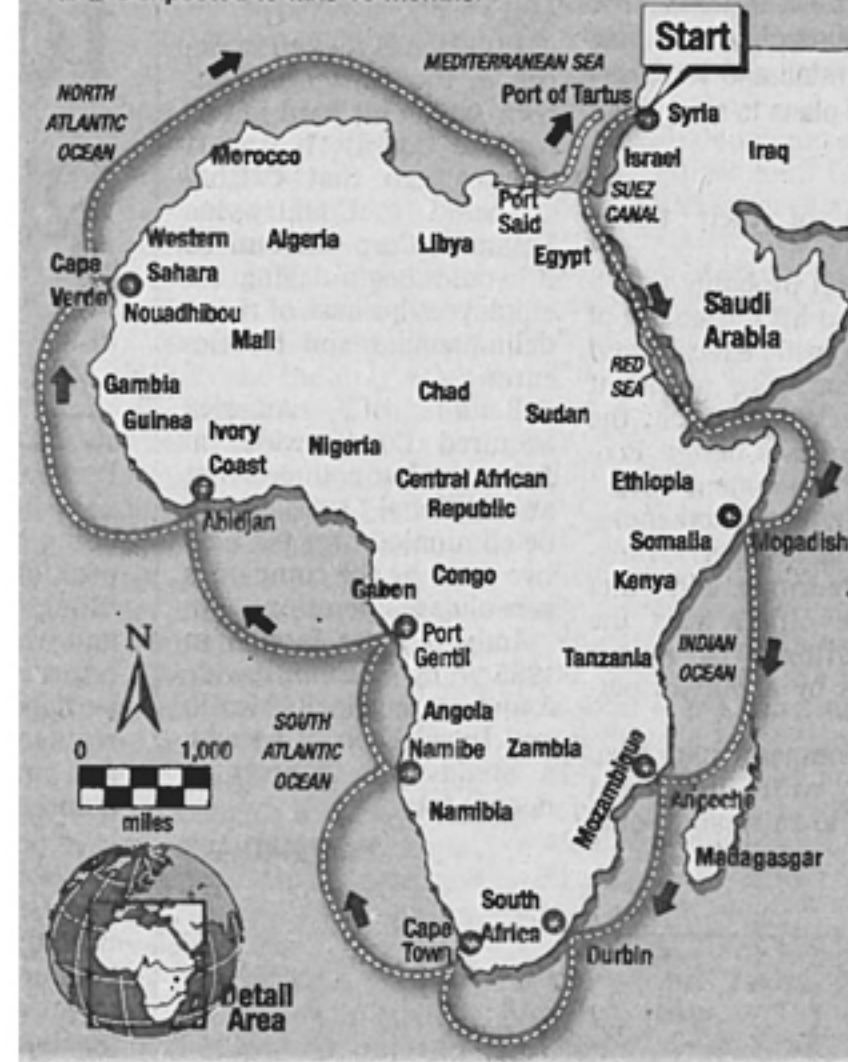 Start
MEDITERRANEAN SEA
Port of Tartus
Syria
NORTH
ATLANTIC
OCEAN
Israel
Iraq
Morocco
SUEZ
CANAL
Port
Said
Western
Sahara
Algeria
Libya
Egypt
Cape
Verde
Nouadhibou
Mali
Saudi
Arabia
RED
SEA
Gambia
Guinea
Ivory
Coast
Nigeria
Chad
Sudan
Central African
Republic
Ethiopia
Abidjan
Somalia
Mogadish
Gabon
Congo
Kenya
Port
Gentil
Tanzania
INDIAN
OCEAN
N
0 1,000
miles
SOUTH
ATLANTIC
OCEAN
Angola
Namibe
Zambia
Mozambique
Angoche
Namibia
Madagasgar
South
Africa
Cape
Town
Durbin
Detail
Area